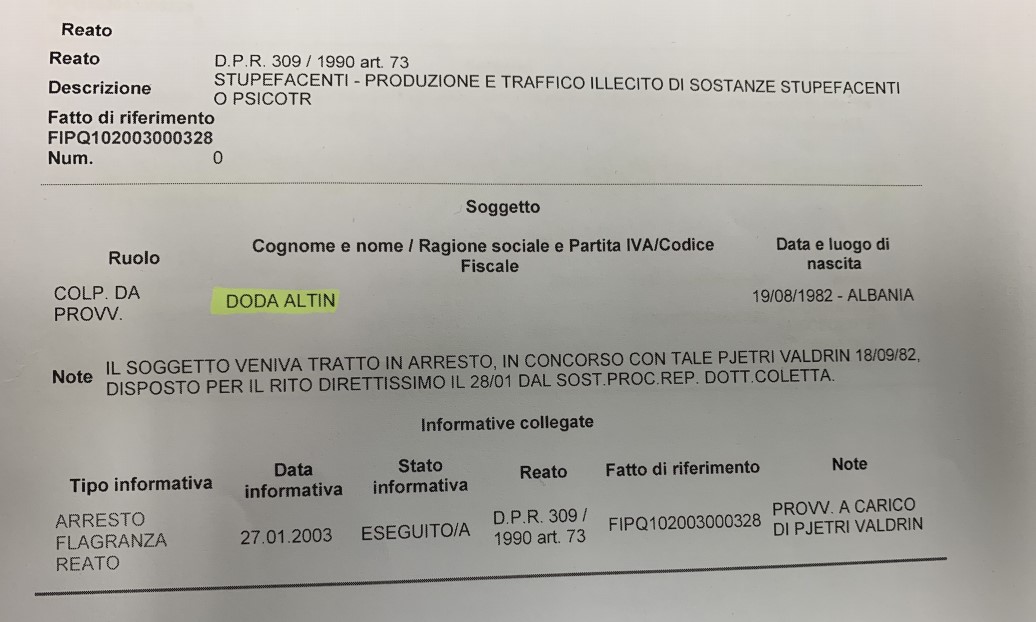 Reato
Reato D.P.R. 309 / 1990 art. 73
Descrizione STUPEFACENTI - PRODUZIONE E TRAFFICO ILLECITO DI SOSTANZE STUPEFACENTI
O PSICOTR
Fatto di riferimento
FIPQ102003000328
Num. 0
Soggetto
Ruolo
Cognome e nome / Ragione sociale e Partita IVA/Codice
Fiscale
Data e luogo di
nascita
COLP. DA
PROVV.
DODA ALTIN
19/08/1982 - ALBANIA
Note
IL SOGGETTO VENIVA TRATTO IN ARRESTO, IN CONCORSO CON TALE PJETRI VALDRIN 18/09/82,
DISPOSTO PER IL RITO DIRETTISSIMO IL 28/01 DAL SOST.PROC.REP. DOTT.COLETTA.
Informative collegate
Tipo informativa
Data
informativa
Stato
informativa
Reato
Fatto di riferimento
Note
ARRESTO
FLAGRANZA
REATO
27.01.2003
ESEGUITO/A
D.P.R. 309 /
1990 art. 73
FIPQ102003000328
PROVV. A CARICO
DI PJETRI VALDRIN